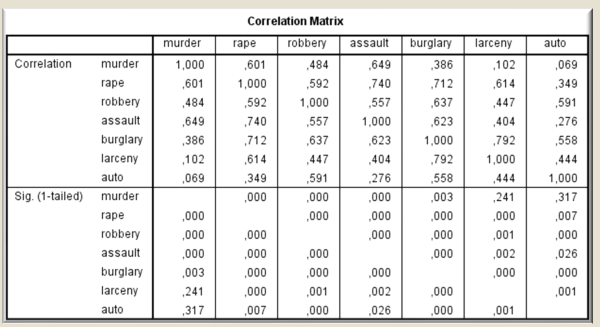 Correlation Matrix
murder rape robbery assault burglary larceny auto
Correlation murder 1,000 ,601 ,484 ,649 ,386 ,102 ,069
rape ,601 1,000 ,592 ,740 ,712 ,614 ,349
robbery ,484 ,592 1,000 ,557 ,637 ,447 ,591
assault ,649 ,740 ,557 1,000 ,623 ,404 ,276
burglary ,386 ,712 ,637 ,623 1,000 ,792 ,558
larceny ,102 ,614 ,447 ,404 ,792 1,000 ,444
auto ,069 ,349 ,591 ,276 ,558 ,444 1,000
Sig. (1-tailed) murder ,000 ,000 ,000 ,003 ,241 ,317
rape ,000 ,000 ,000 ,000 ,000 ,007
robbery ,000 ,000 ,000 ,000 ,001 ,000
assault ,000 ,000 ,000 ,000 ,002 ,026
burglary ,003 ,000 ,000 ,000 ,000 ,000
larceny ,241 ,000 ,001 ,002 ,000 ,001
auto ,317 ,007 ,000 ,026 ,000 ,001